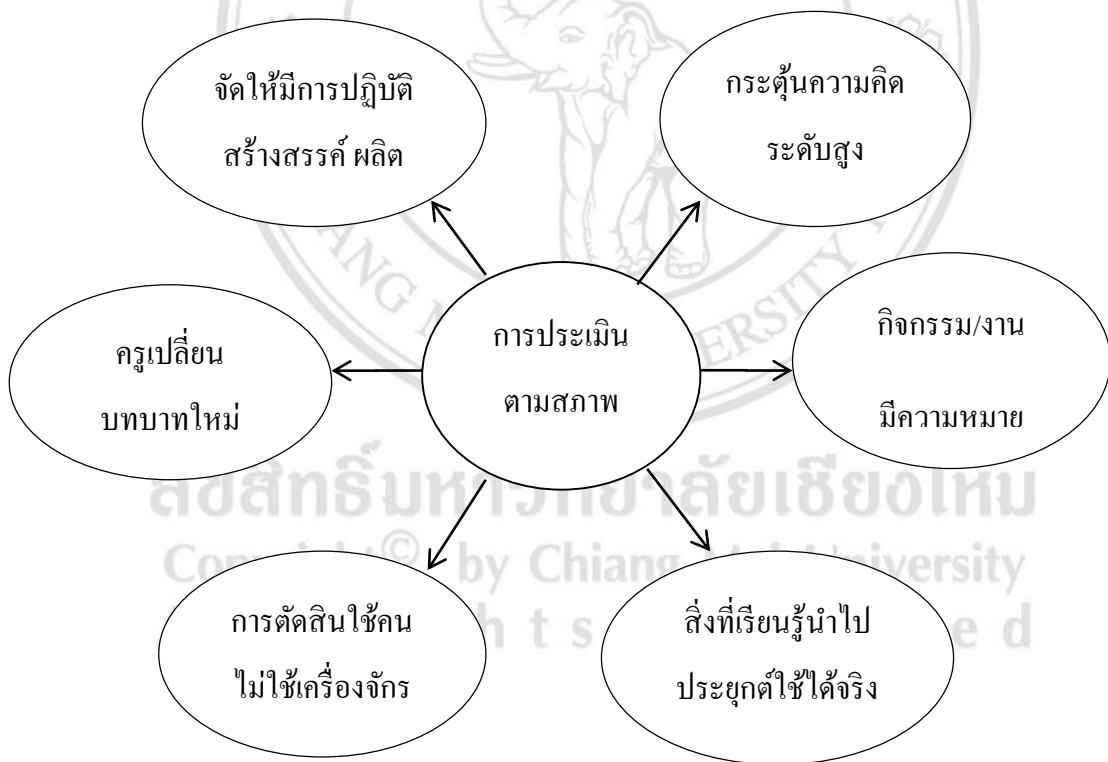 จัดให้มีการปฏิบัติ
สร้างสรรค์ ผลิต
กระตุ้นความคิด
ระดับสูง
ครูเปลี่ยน
บทบาทใหม่
การประเมิน
ตามสภาพ
กิจกรรม/งาน
มีความหมาย
การตัดสินใช้คน
ไม่ใช้เครื่องจักร
สิ่งที่เรียนรู้นำไป
ประยุกต์ใช้ได้จริง
ลิขสิทธิ์มหาวิทยาลัยเชียงใหม่
by Chiang